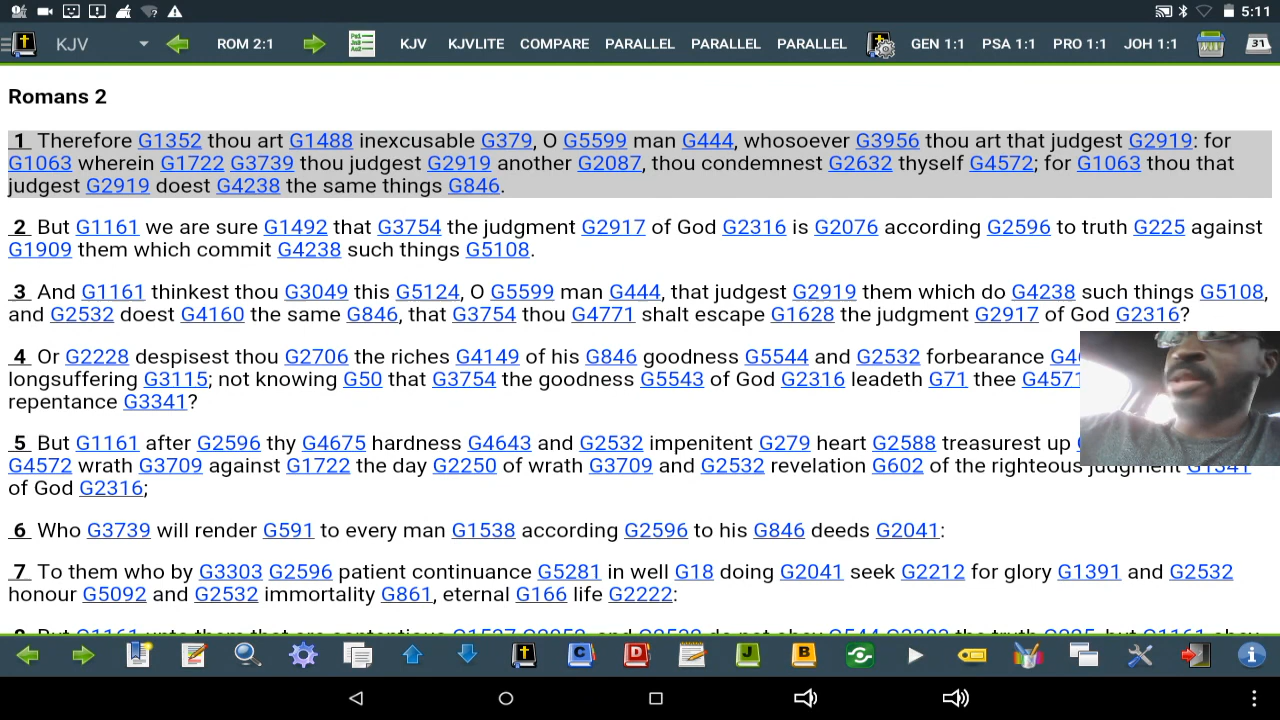 5:11
KJV ROM 2:1 KJV KJVLITE COMPARE PARALLEL PARALLEL PARALLEL GEN 1:1 PSA 1:1 PRO 1:1 JOH 1:1 31
Romans 2
1 Therefore G1352 thou art G1488 inexcusable G379, O G5599 man G444, whosoever G3956 thou art that judgest G2919: for
G1063 wherein G1722 G3739 thou judgest G2919 another G2087, thou condemnest G2632 thyself G4572; for G1063 thou that
judgest G2919 doest G4238 the same things G846.
2 But G1161 we are sure G1492 that G3754 the judgment G2917 of God G2316 is G2076 according G2596 to truth G225 against
G1909 them which commit G4238 such things G5108.
3 And G1161 thinkest thou G3049 this G5124, O G5599 man G444, that judgest G2919 them which do G4238 such things G5108,
and G2532 doest G4160 the same G846, that G3754 thou G4771 shalt escape G1628 the judgment G2917 of God G2316?
4 Or G2228 despisest thou G2706 the riches G4149 of his G846 goodness G5544 and G2532 forbearance
longsuffering G3115; not knowing G50 that G3754 the goodness G5543 of God G2316 leadeth G71 thee G4571
repentance G3341?
5 But G1161 after G2596 thy G4675 hardness G4643 and G2532 impenitent G279 heart G2588 treasurest up
G4572 wrath G3709 against G1722 the day G2250 of wrath G3709 and G2532 revelation G602 of the righteous judgment G1341
of God G2316;
6 Who G3739 will render G591 to every man G1538 according G2596 to his G846 deeds G2041:
7 To them who by G3303 G2596 patient continuance G5281 in well G18 doing G2041 seek G2212 for glory G1391 and G2532
honour G5092 and G2532 immortality G861, eternal G166 life G2222:
C D J B